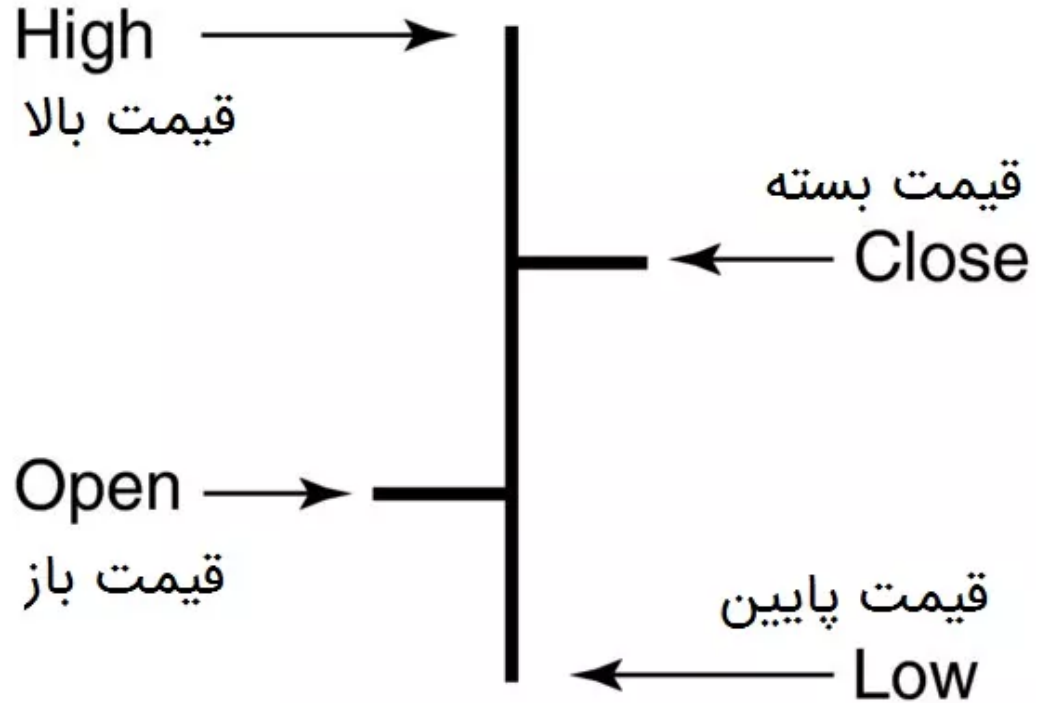 High
قیمت بالا
قیمت بسته
Close
Open
قیمت باز
قیمت پایین
Low